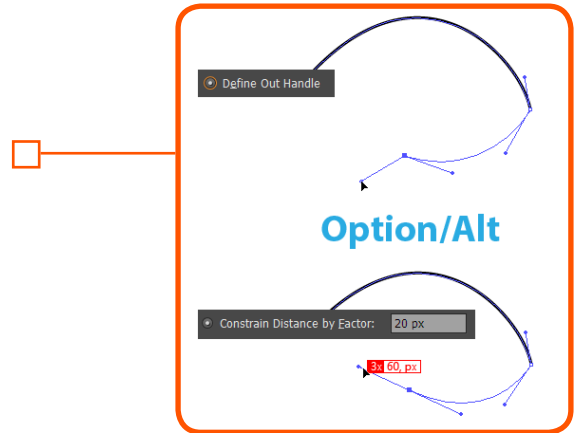 Define Out Handle
Option/Alt
Constrain Distance by Factor: 20 px
3x 60, px